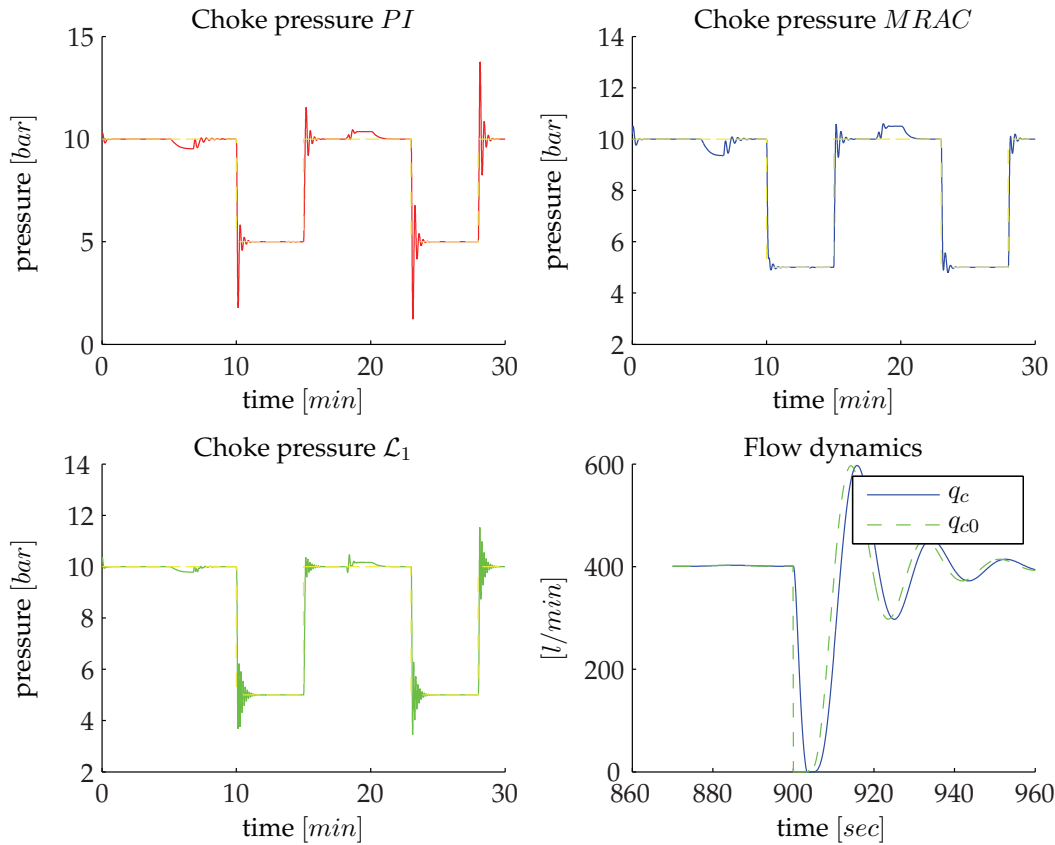 Choke pressure PI
15
10
5
0
pressure [bar]
0 10 20 30
time [min]
Choke pressure MRAC
14
12
10
8
6
4
2
pressure [bar]
0 10 20 30
time [min]
Choke pressure ℒ₁
14
12
10
8
6
4
2
pressure [bar]
0 10 20 30
time [min]
Flow dynamics
600
400
200
0
[l/min]
q_c
q_{c0}
860 880 900 920 940 960
time [sec]